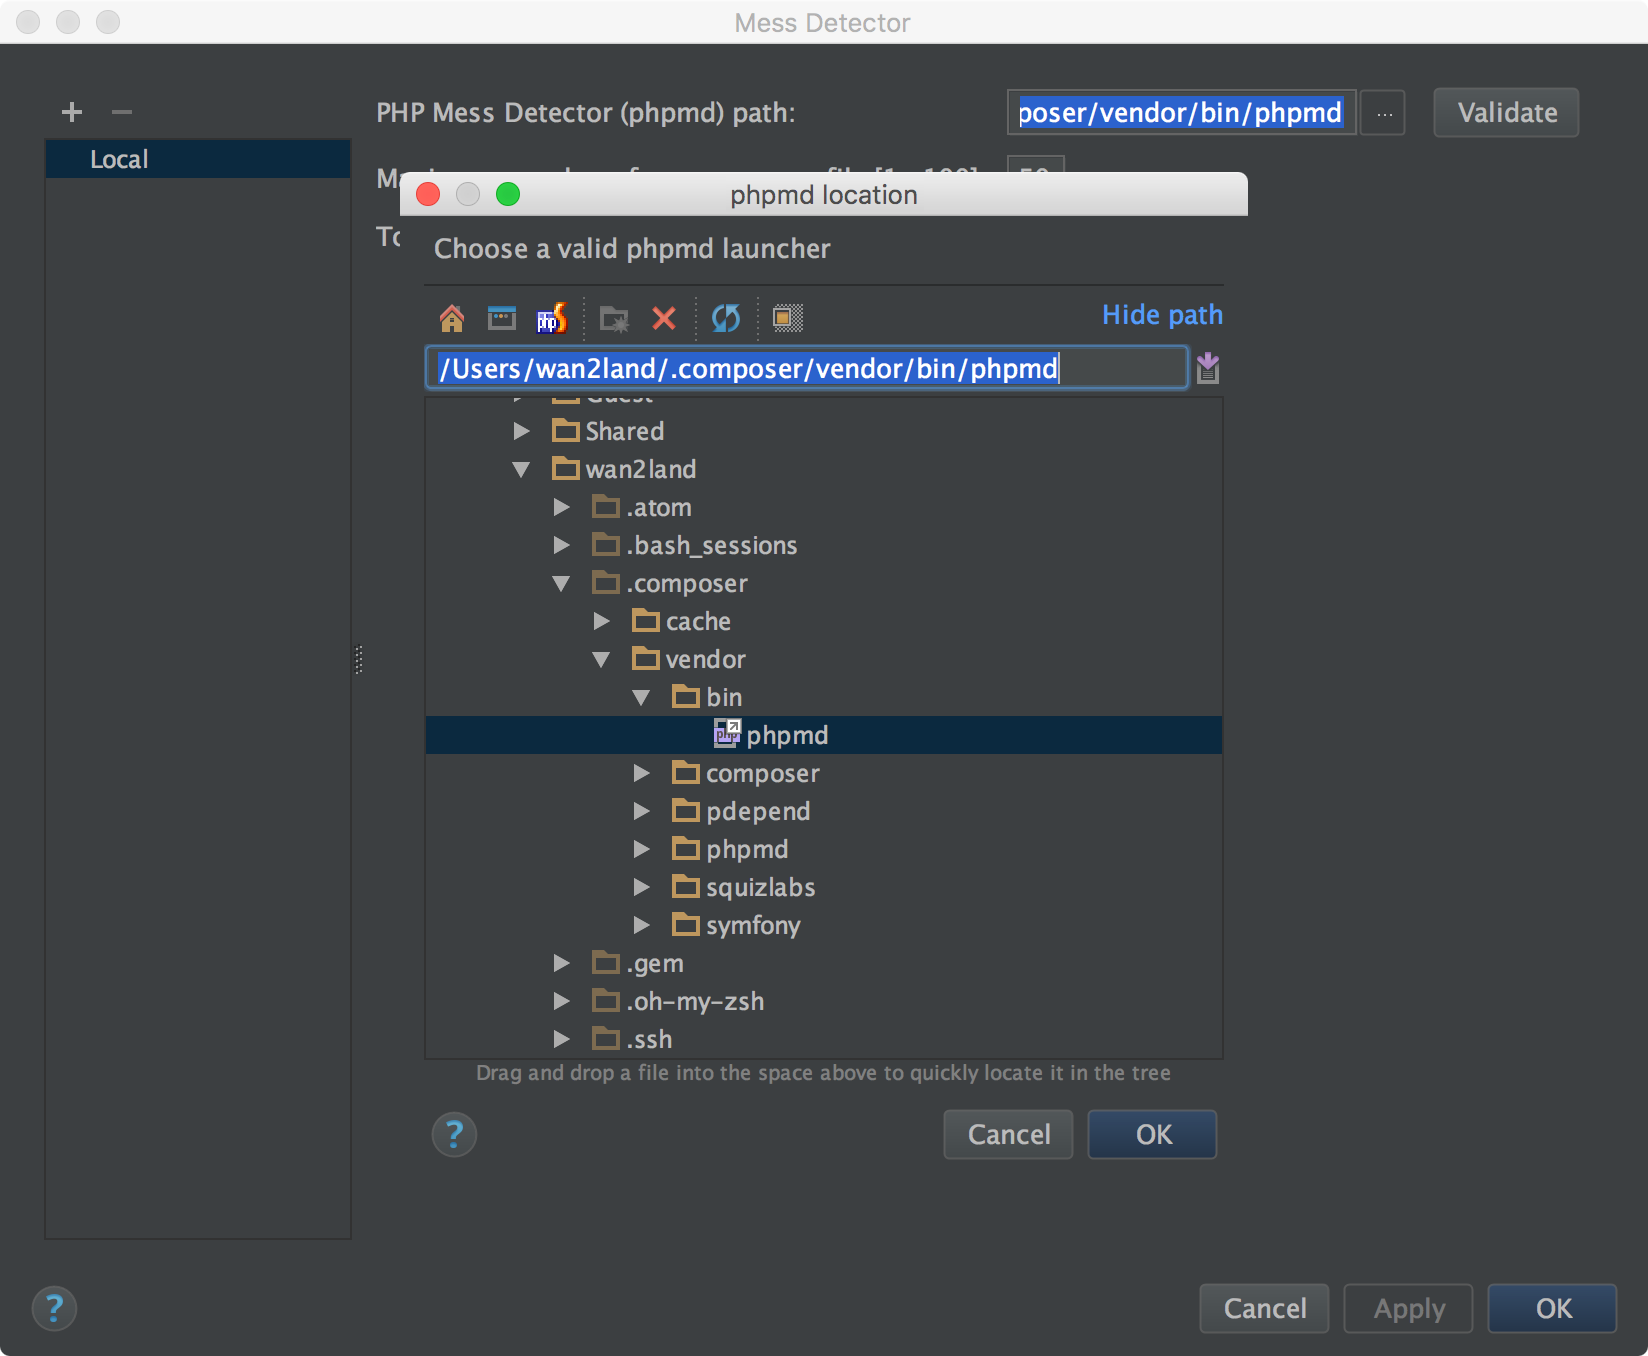 Mess Detector
PHP Mess Detector (phpmd) path:
poser/vendor/bin/phpmd
...
Validate
Local
phpmd location
Choose a valid phpmd launcher
Hide path
/Users/wan2land/.composer/vendor/bin/phpmd
Guest
Shared
wan2land
.atom
.bash_sessions
.composer
cache
vendor
bin
php phpmd
composer
pdepend
phpmd
squizlabs
symfony
.gem
.oh-my-zsh
.ssh
Drag and drop a file into the space above to quickly locate it in the tree
? Cancel OK
? Cancel Apply OK